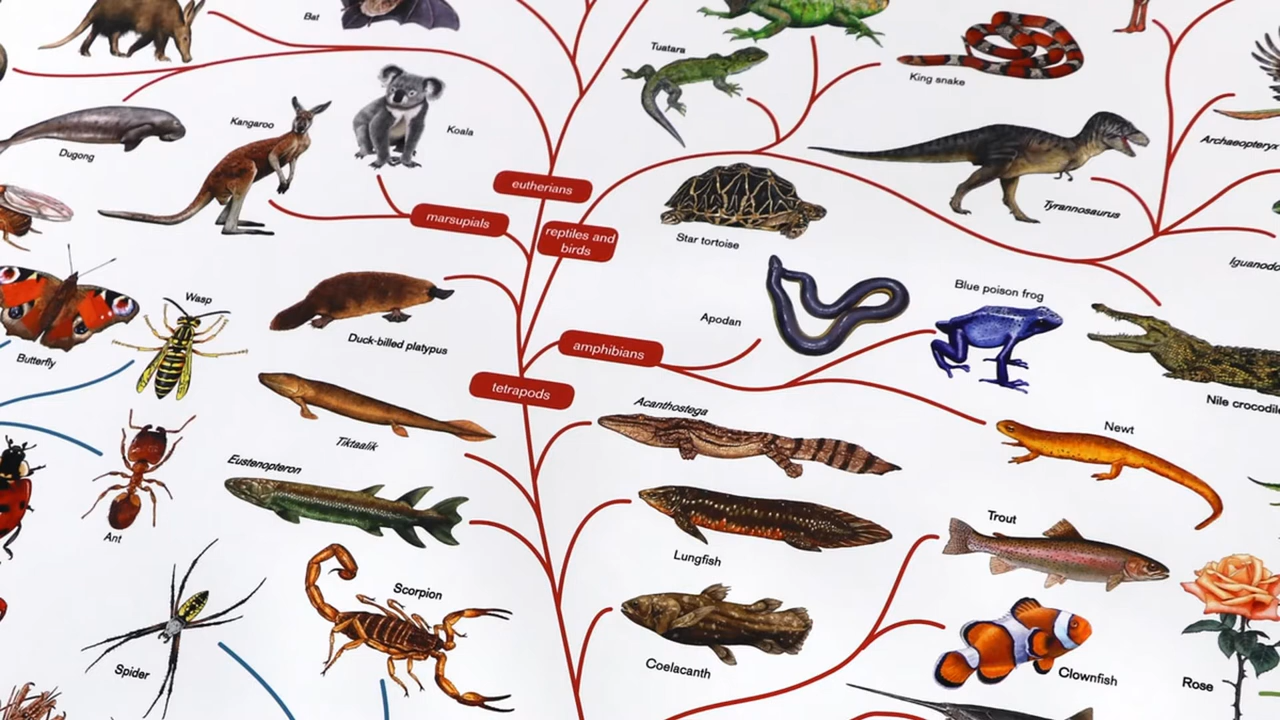 Bat
Tuatara
King snake
Kangaroo
Koala
Dugong
Archaeopteryx
eutherians
marsupials
reptiles and
birds
Tyrannosaurus
Star tortoise
Iguanodo
Wasp
Butterfly
Duck-billed platypus
Apodan
Blue poison frog
amphibians
tetrapods
Nile crocodile
Acanthostega
Tiktaalik
Newt
Eustenopteron
Ant
Lungfish
Trout
Scorpion
Spider
Coelacanth
Clownfish
Rose